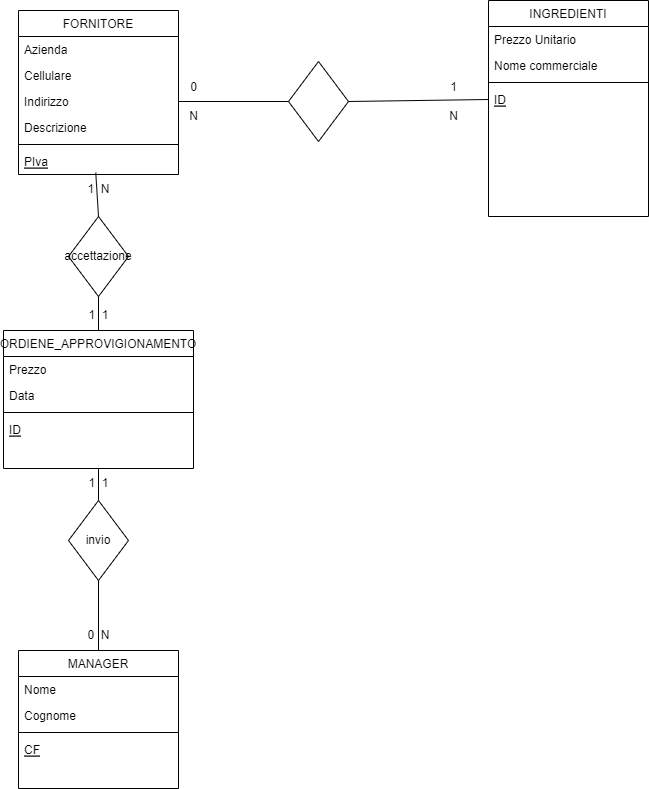 FORNITORE
Azienda
Cellulare
Indirizzo
Descrizione
PIva
0
N
1
N
INGREDIENTI
Prezzo Unitario
Nome commerciale
ID
1 N
accettazione
1 1
ORDIENE_APPROVIGIONAMENTO
Prezzo
Data
ID
1 1
invio
0 N
MANAGER
Nome
Cognome
CF